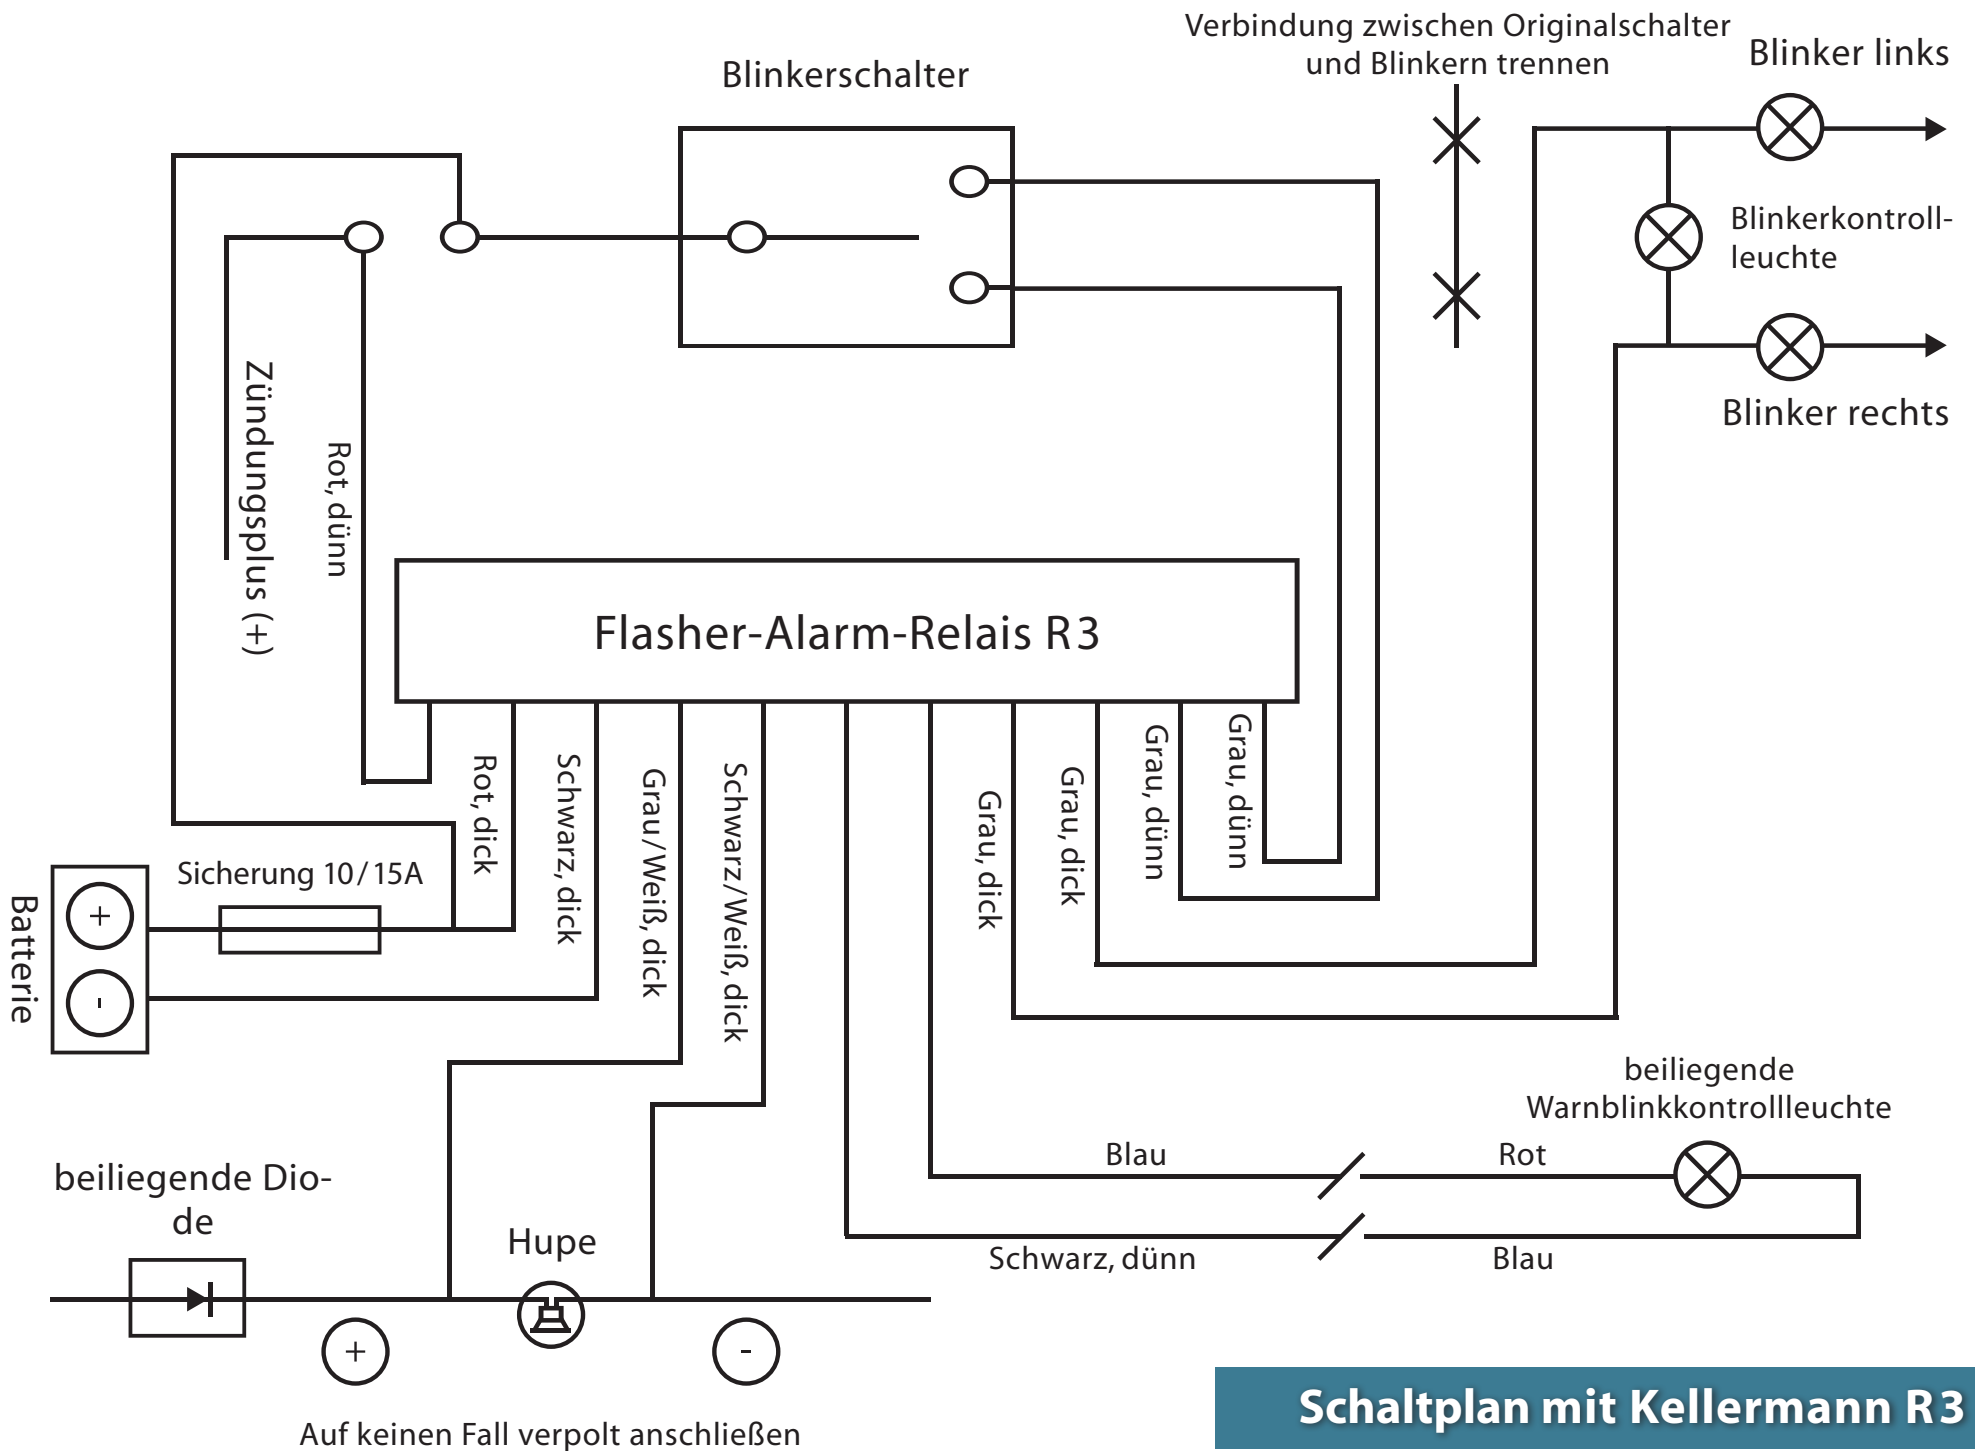 Verbindung zwischen Originalschalter
und Blinkern trennen
Blinker links
Blinkerschalter
Blinkerkontroll-
leuchte
Blinker rechts
Zündungsplus (+)
Rot, dünn
Flasher-Alarm-Relais R3
Rot, dick
Schwarz, dick
Grau/Weiß, dick
Schwarz/Weiß, dick
Grau, dick
Grau, dick
Grau, dünn
Grau, dünn
Sicherung 10/15A
Batterie
+
-
beiliegende
Warnblinkkontrollleuchte
Blau
Rot
Schwarz, dünn
Blau
beiliegende Dio-
de
Hupe
+
-
Auf keinen Fall verpolt anschließen
Schaltplan mit Kellermann R3